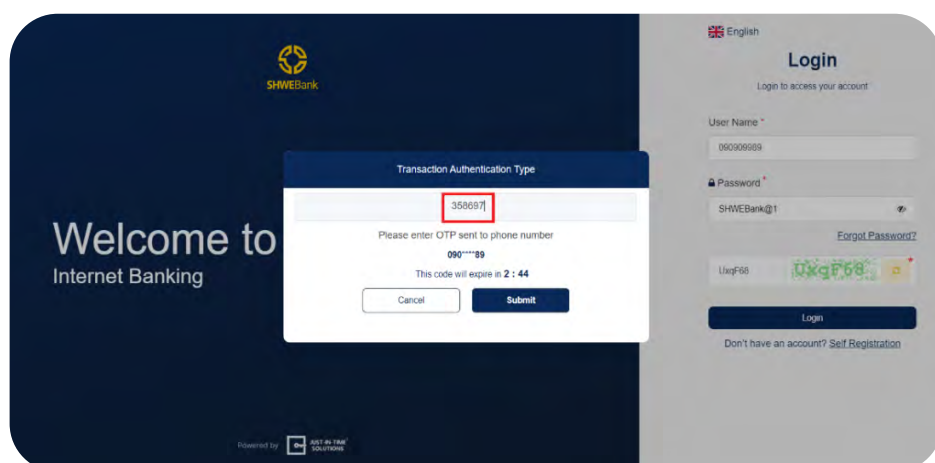 SHWEBank
Welcome to
Internet Banking
Powered by JUST-IN-TIME
SOLUTIONS
Transaction Authentication Type
358697
Please enter OTP sent to phone number
090****89
This code will expire in 2 : 44
Cancel
Submit
English
Login
Login to access your account
User Name *
090909989
Password *
SHWEBank@1
Forgot Password?
UxqF68
UxqF68
*
Login
Don't have an account? Self Registration